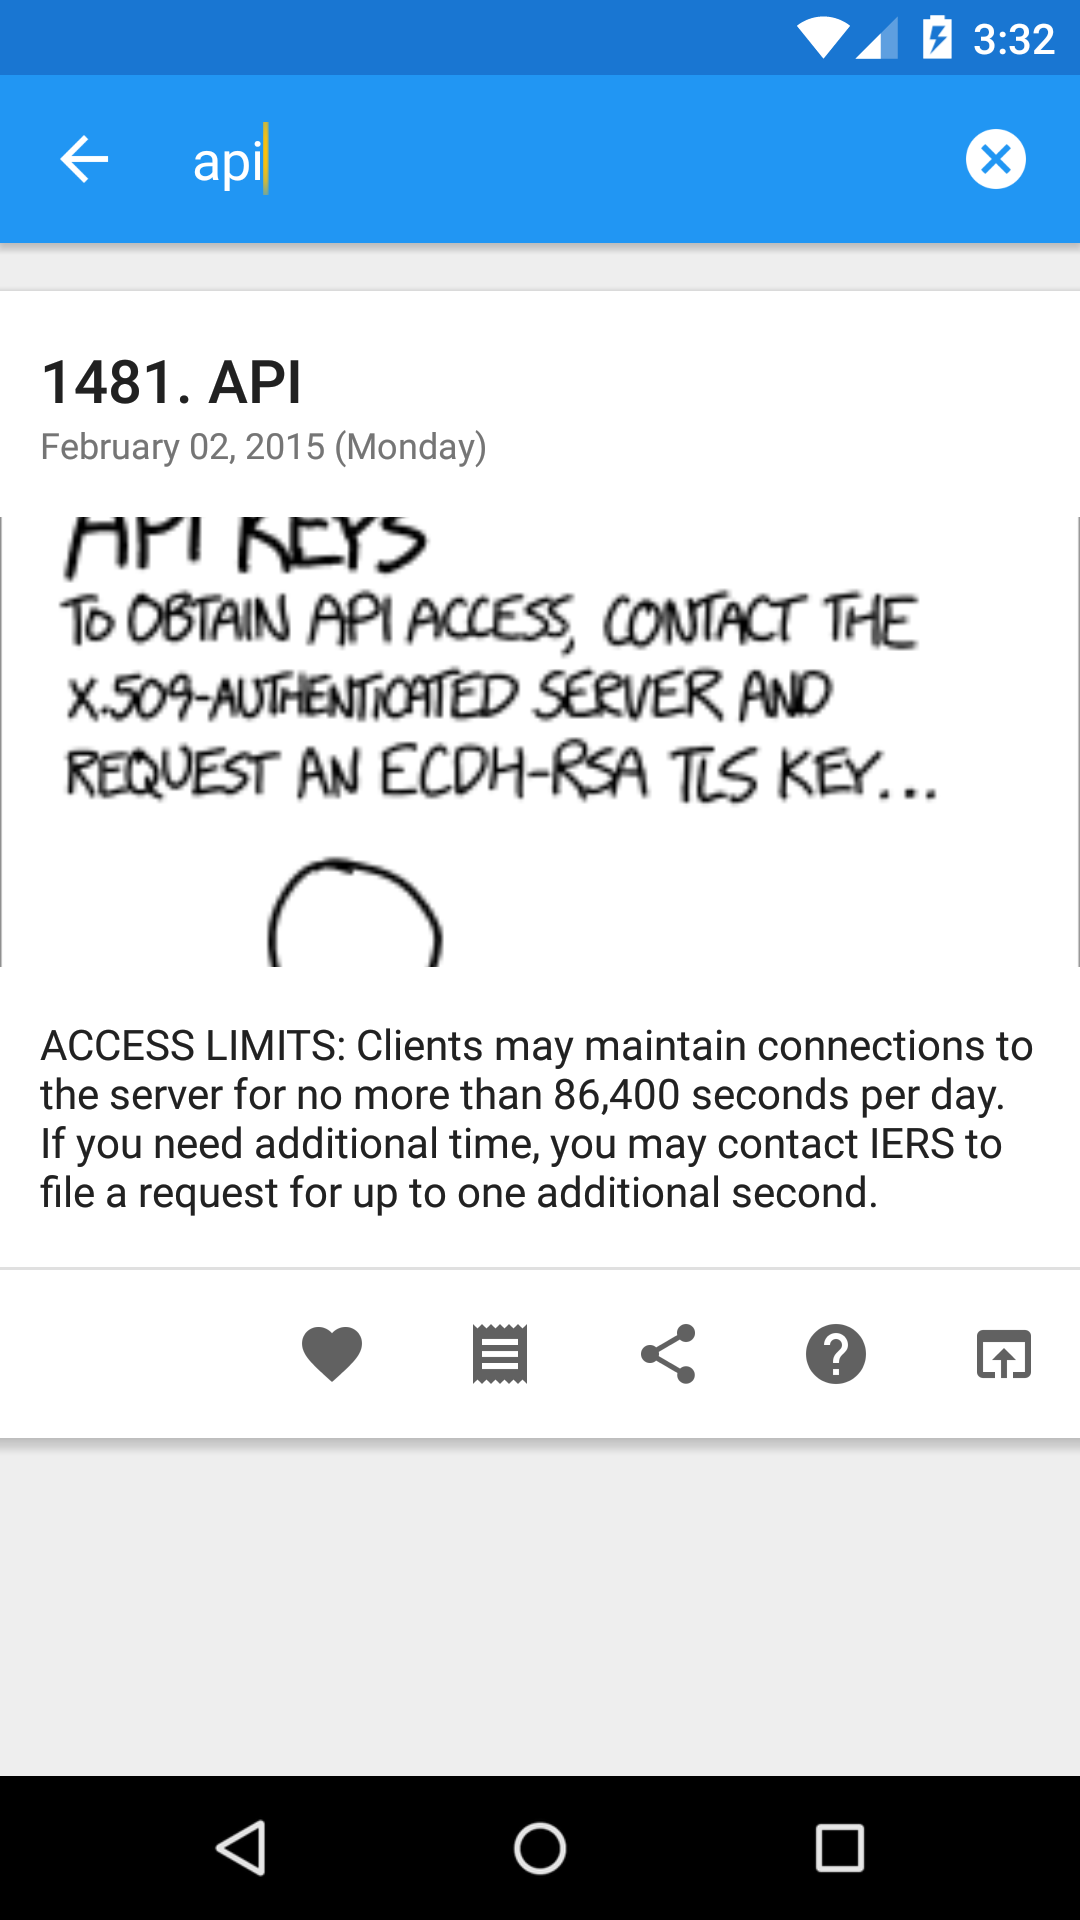 3:32
api
1481. API
February 02, 2015 (Monday)
API KEYS
TO OBTAIN API ACCESS, CONTACT THE
X.509-AUTHENTICATED SERVER AND
REQUEST AN ECDH-RSA TLS KEY...
ACCESS LIMITS: Clients may maintain connections to
the server for no more than 86,400 seconds per day.
If you need additional time, you may contact IERS to
file a request for up to one additional second.